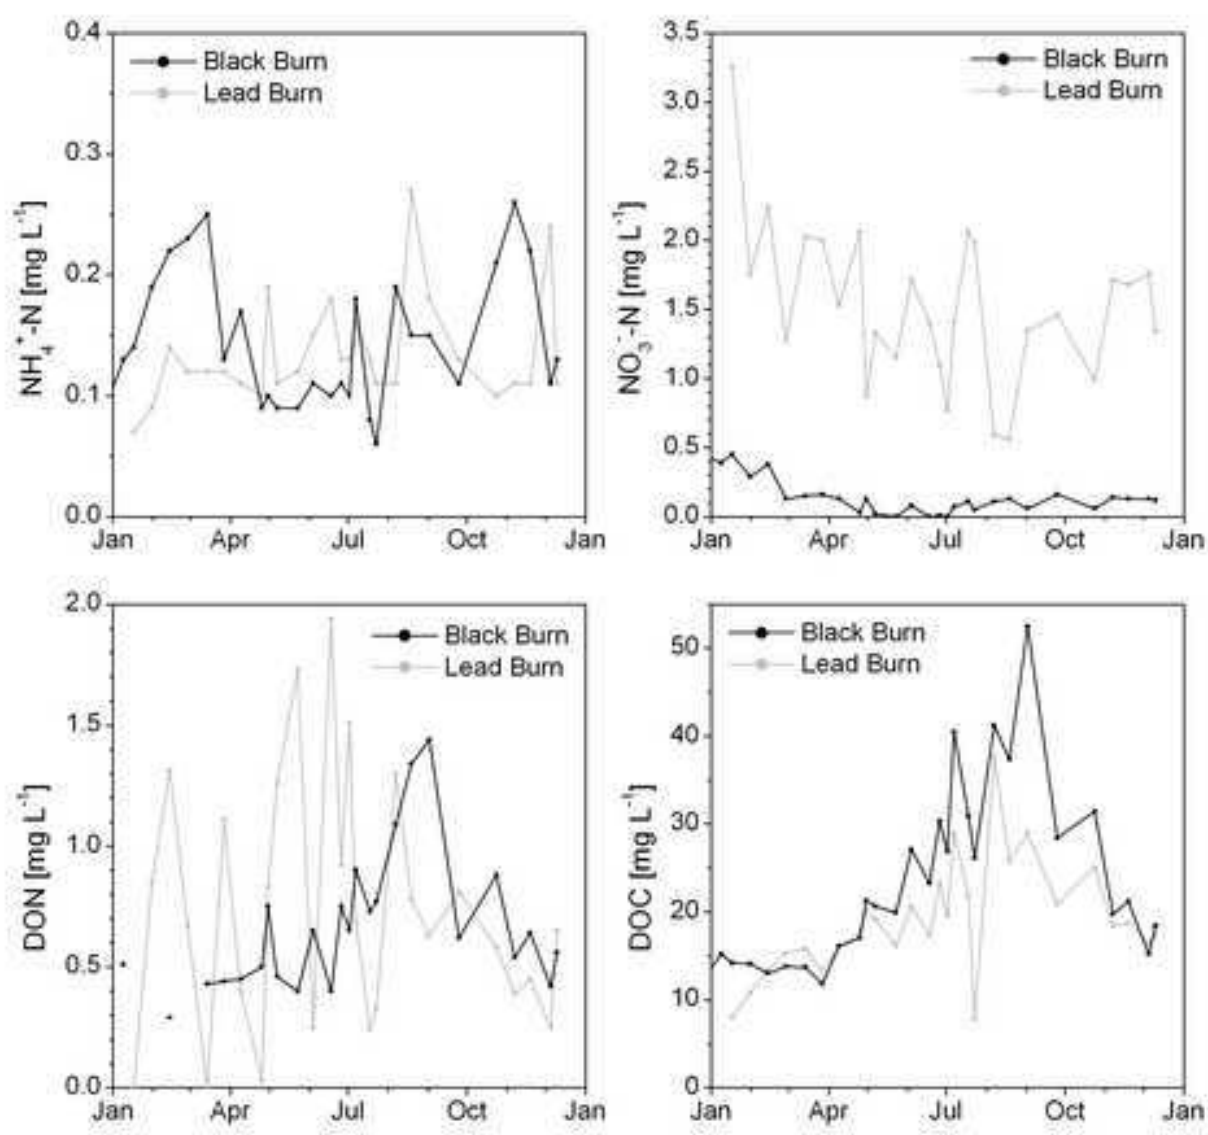 0.4
0.3
0.2
0.1
0.0
NH₄⁺-N [mg L⁻¹]
Black Burn
Lead Burn
Jan Apr Jul Oct Jan
3.5
3.0
2.5
2.0
1.5
1.0
0.5
0.0
NO₃⁻-N [mg L⁻¹]
Black Burn
Lead Burn
Jan Apr Jul Oct Jan
2.0
1.5
1.0
0.5
0.0
DON [mg L⁻¹]
Black Burn
Lead Burn
Jan Apr Jul Oct Jan
50
40
30
20
10
0
DOC [mg L⁻¹]
Black Burn
Lead Burn
Jan Apr Jul Oct Jan